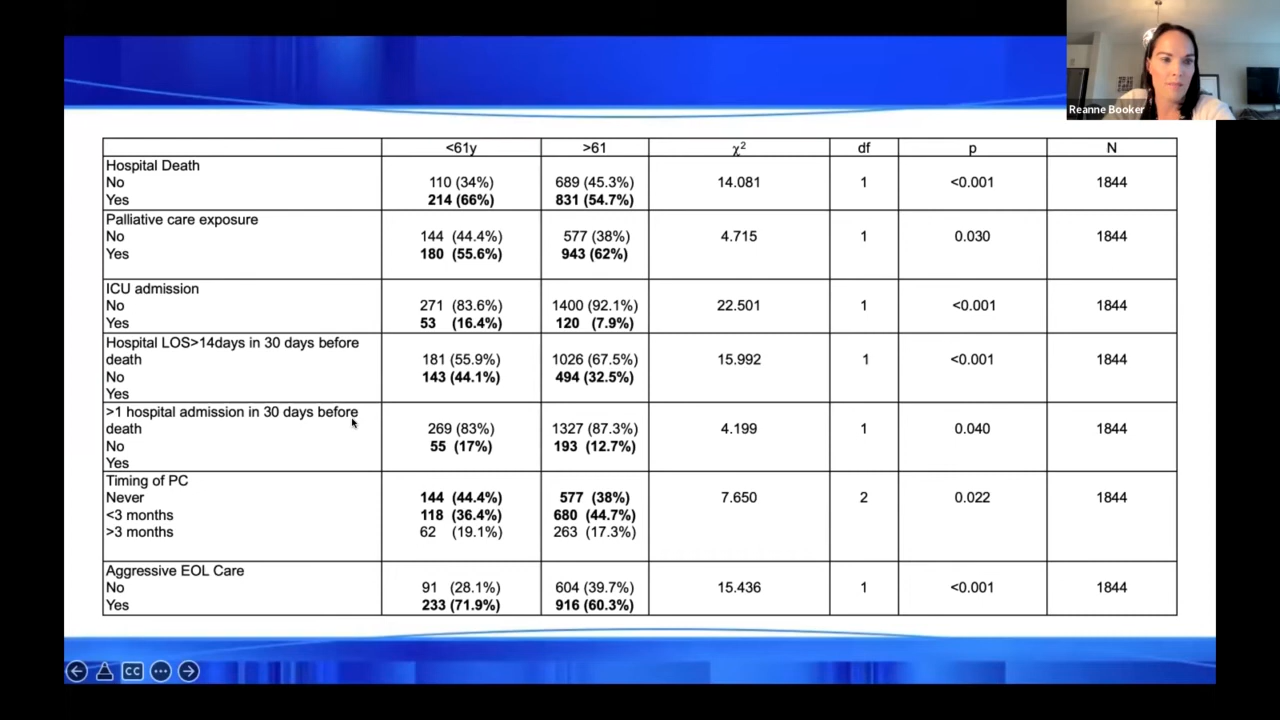 Reanne Booker
<61y >61 χ² df p N
Hospital Death
No 110 (34%) 689 (45.3%) 14.081 1 <0.001 1844
Yes 214 (66%) 831 (54.7%)
Palliative care exposure
No 144 (44.4%) 577 (38%) 4.715 1 0.030 1844
Yes 180 (55.6%) 943 (62%)
ICU admission
No 271 (83.6%) 1400 (92.1%) 22.501 1 <0.001 1844
Yes 53 (16.4%) 120 (7.9%)
Hospital LOS>14days in 30 days before
death 181 (55.9%) 1026 (67.5%) 15.992 1 <0.001 1844
No 143 (44.1%) 494 (32.5%)
Yes
>1 hospital admission in 30 days before
death 269 (83%) 1327 (87.3%) 4.199 1 0.040 1844
No 55 (17%) 193 (12.7%)
Yes
Timing of PC
Never 144 (44.4%) 577 (38%) 7.650 2 0.022 1844
<3 months 118 (36.4%) 680 (44.7%)
>3 months 62 (19.1%) 263 (17.3%)
Aggressive EOL Care
No 91 (28.1%) 604 (39.7%) 15.436 1 <0.001 1844
Yes 233 (71.9%) 916 (60.3%)
CC